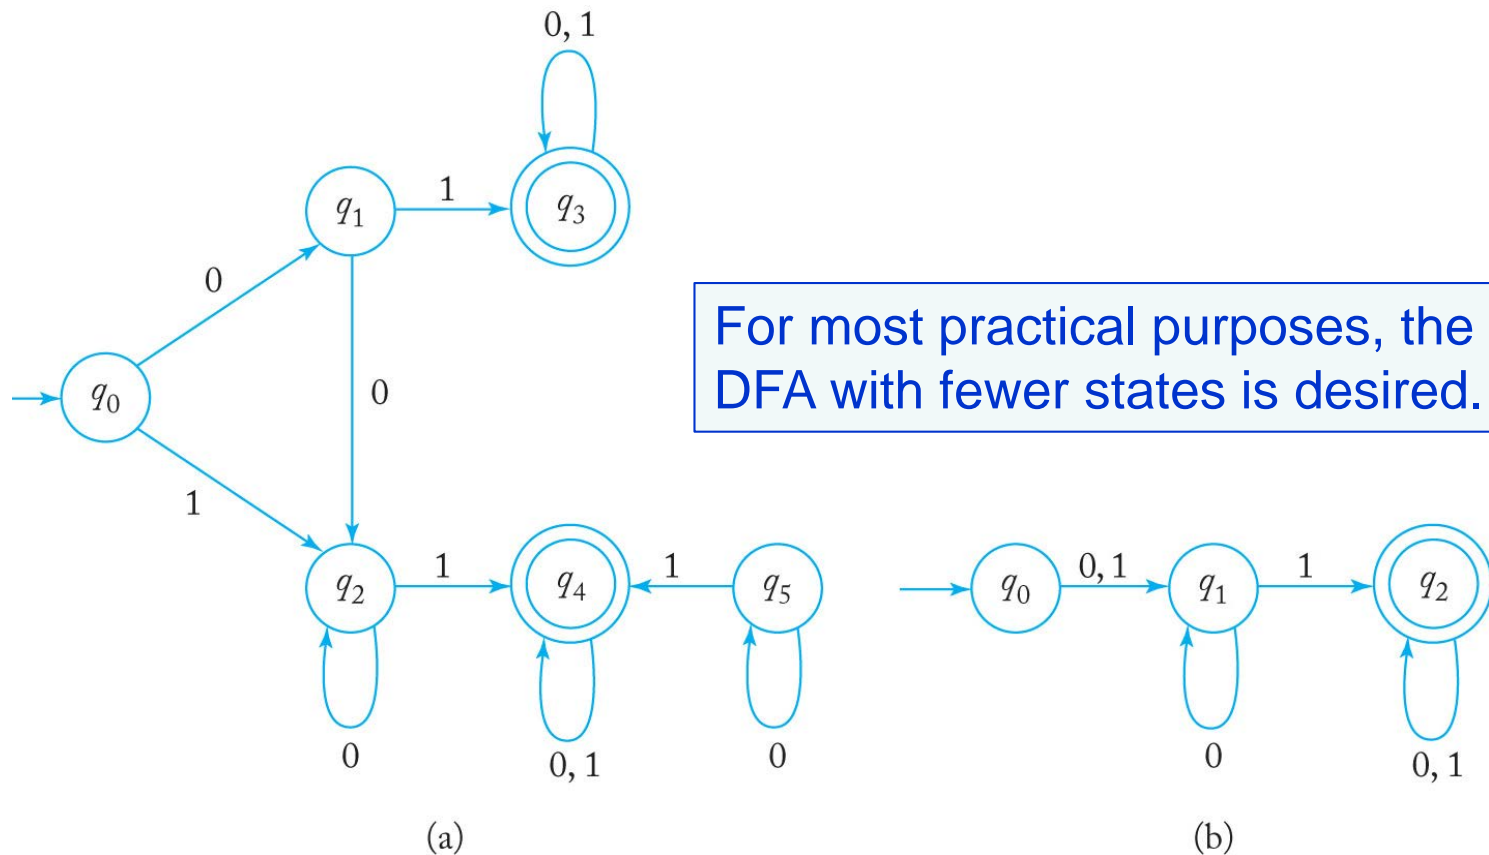 0, 1
q₁
1
q₃
0
0
For most practical purposes, the
DFA with fewer states is desired.
q₀
1
q₂
1
q₄
1
q₅
q₀
0, 1
q₁
1
q₂
0
0, 1
0
0
0, 1
(a)
(b)